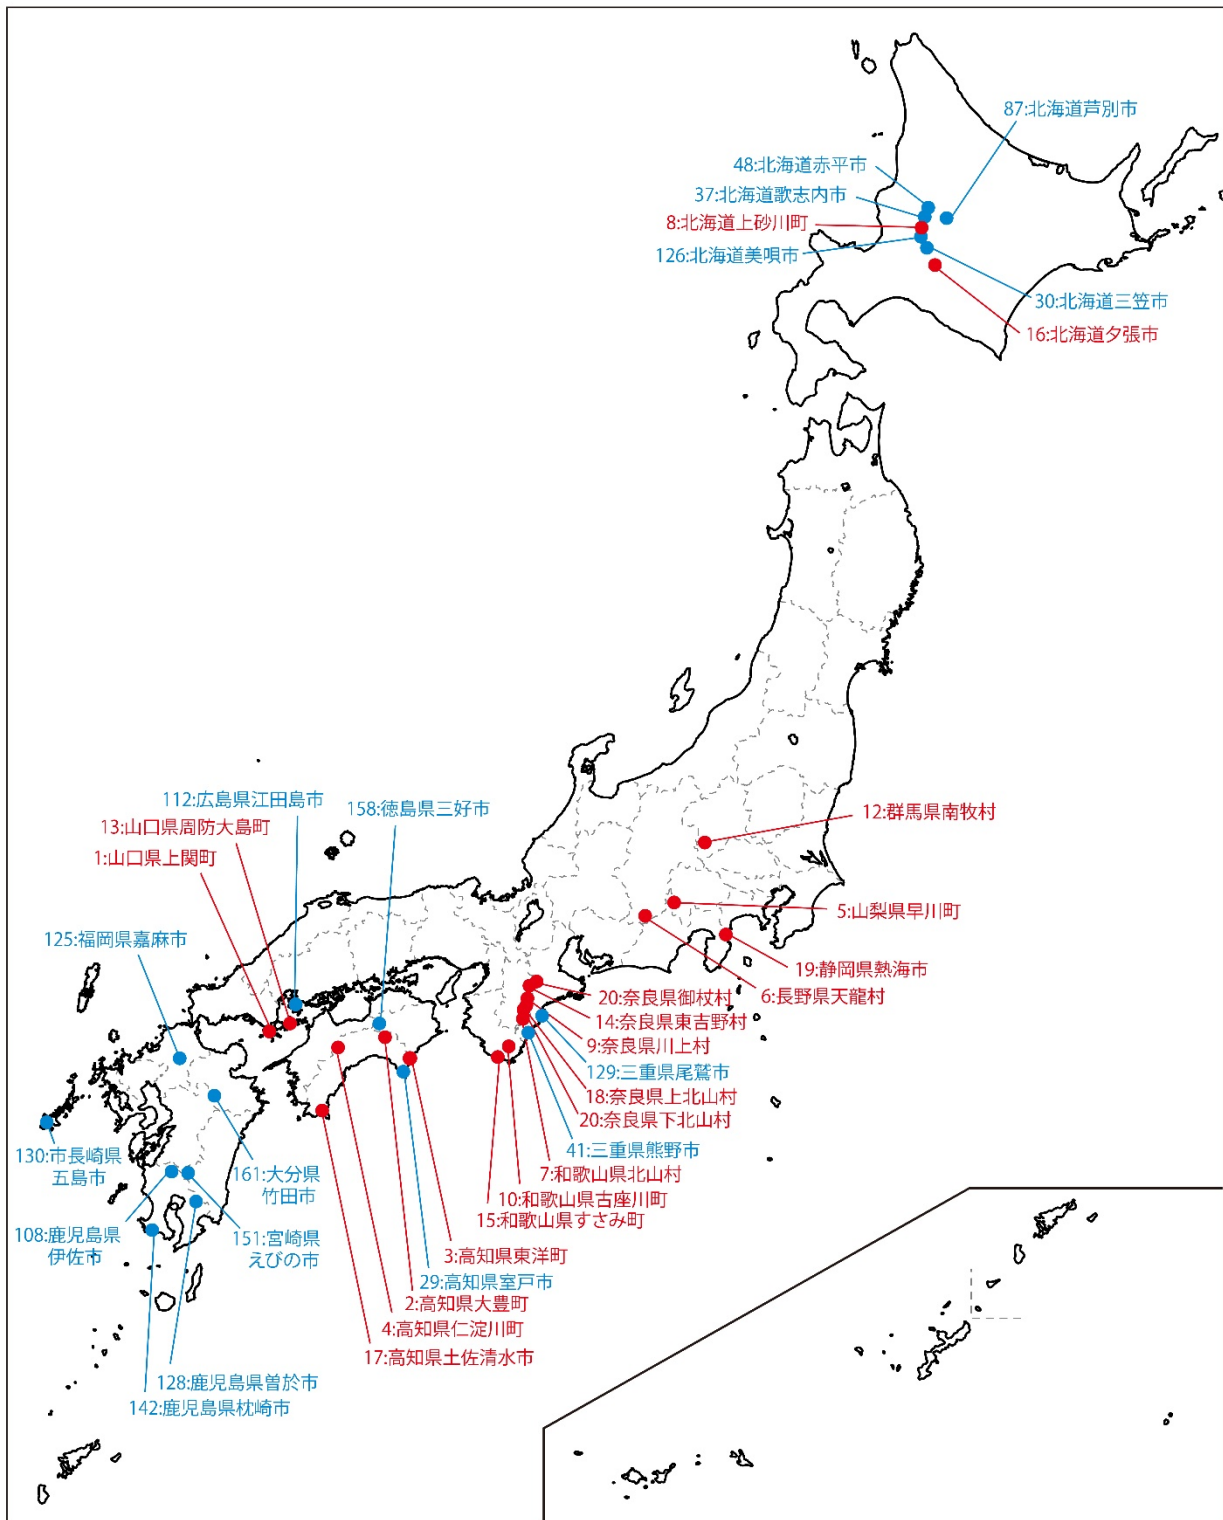 87:北海道芦別市
48:北海道赤平市
37:北海道歌志内市
8:北海道上砂川町
126:北海道美唄市
30:北海道三笠市
16:北海道夕張市
112:広島県江田島市
158:徳島県三好市
13:山口県周防大島町
1:山口県上関町
12:群馬県南牧村
5:山梨県早川町
125:福岡県嘉麻市
19:静岡県熱海市
6:長野県天龍村
20:奈良県御杖村
14:奈良県東吉野村
9:奈良県川上村
129:三重県尾鷲市
18:奈良県上北山村
20:奈良県下北山村
41:三重県熊野市
7:和歌山県北山村
10:和歌山県古座川町
15:和歌山県すさみ町
130:市長崎県
五島市
161:大分県
竹田市
108:鹿児島県
伊佐市
151:宮崎県
えびの市
3:高知県東洋町
29:高知県室戸市
2:高知県大豊町
4:高知県仁淀川町
17:高知県土佐清水市
128:鹿児島県曽於市
142:鹿児島県枕崎市